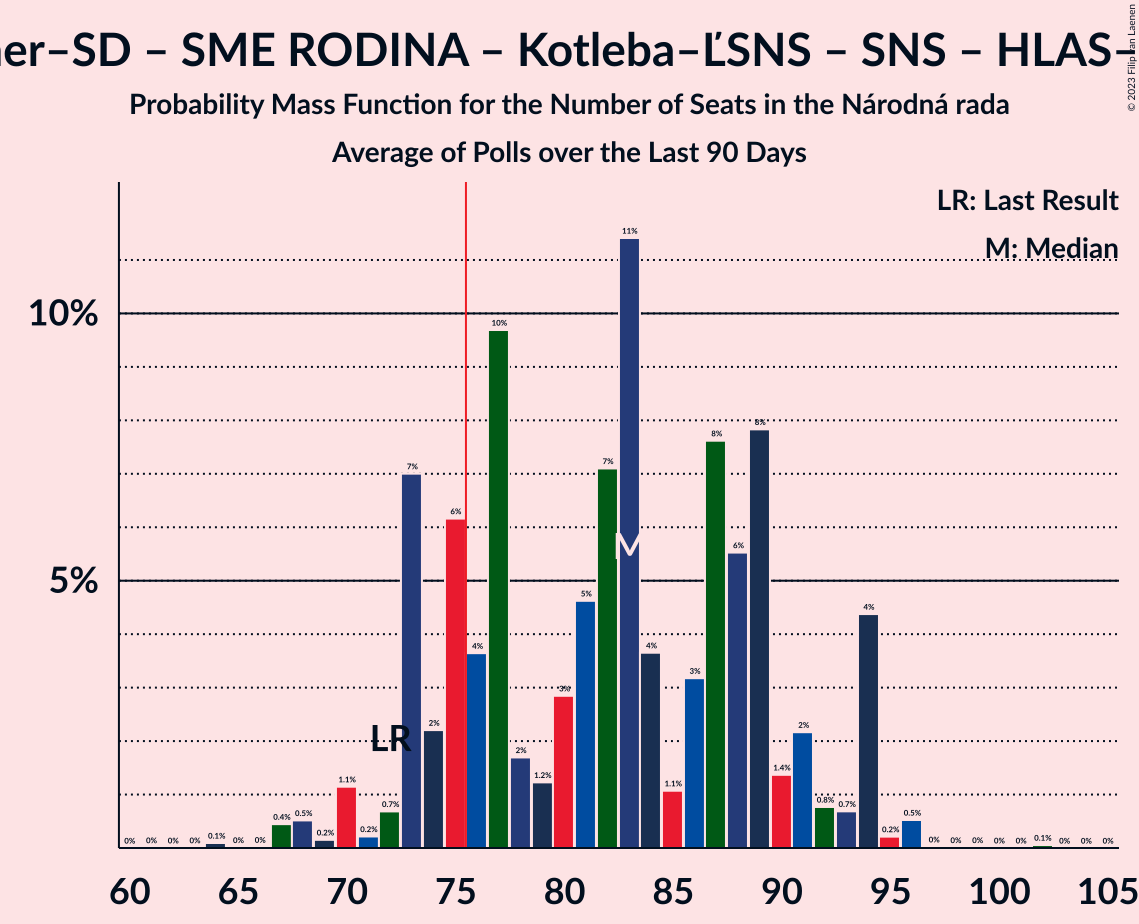 ner–SD – SME RODINA – Kotleba–ĽSNS – SNS – HLAS–
© 2023 Filip van Laenen
Probability Mass Function for the Number of Seats in the Národná rada
Average of Polls over the Last 90 Days
LR: Last Result
M: Median
10%
5%
0% 0% 0% 0% 0.1% 0% 0% 0.4% 0.5% 0.2% 1.1% 0.2% 0.7% 7% 2% 6% 4% 10% 2% 1.2% 3% 5% 7% 11% 4% 1.1% 3% 8% 6% 8% 1.4% 2% 0.8% 0.7% 4% 0.2% 0.5% 0% 0% 0% 0% 0% 0.1% 0% 0% 0%
LR
M
60 65 70 75 80 85 90 95 100 105